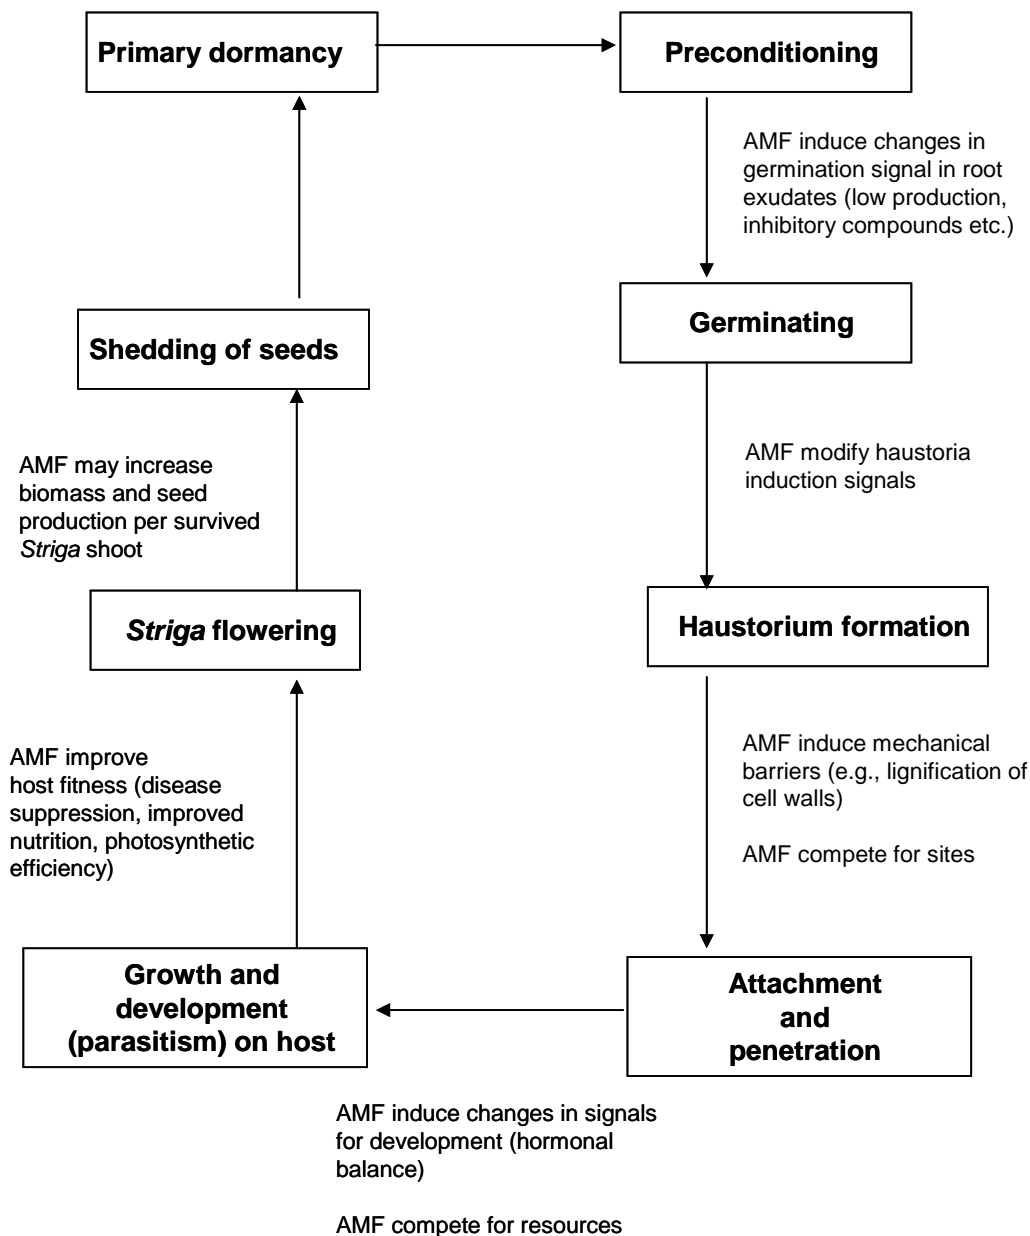 Primary dormancy
Preconditioning
AMF induce changes in
germination signal in root
exudates (low production,
inhibitory compounds etc.)
Germinating
Shedding of seeds
AMF modify haustoria
induction signals
AMF may increase
biomass and seed
production per survived
Striga shoot
Striga flowering
Haustorium formation
AMF improve
host fitness (disease
suppression, improved
nutrition, photosynthetic
efficiency)
AMF induce mechanical
barriers (e.g., lignification of
cell walls)
AMF compete for sites
Growth and
development
(parasitism) on host
Attachment
and
penetration
AMF induce changes in signals
for development (hormonal
balance)
AMF compete for resources